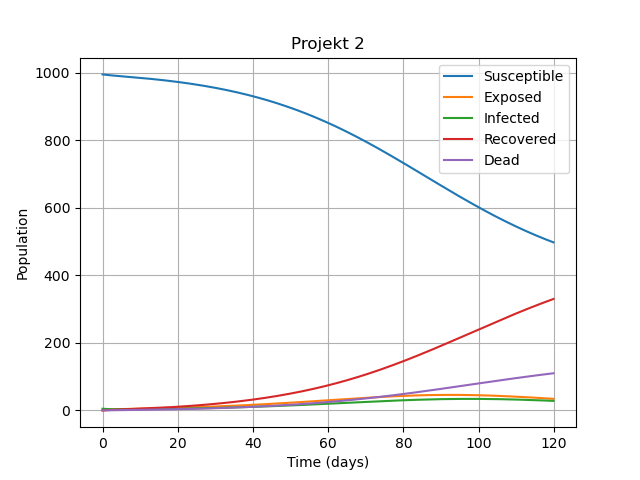 Projekt 2
Population
1000
800
600
400
200
0
Susceptible
Exposed
Infected
Recovered
Dead
0 20 40 60 80 100 120
Time (days)